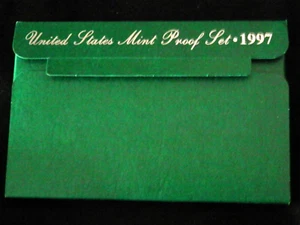 United States Mint Proof Set • 1997